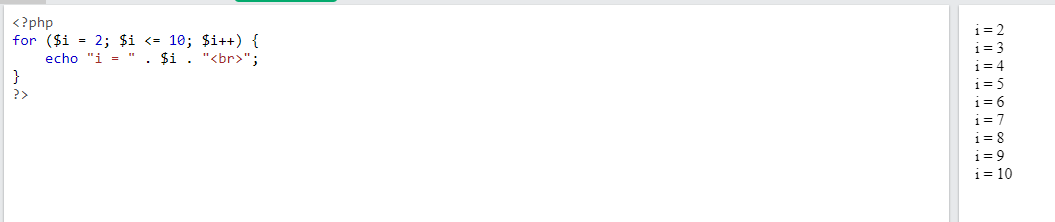 <?php
for ($i = 2; $i <= 10; $i++) {
    echo "i = " . $i . "<br>";
}
?>
i = 2
i = 3
i = 4
i = 5
i = 6
i = 7
i = 8
i = 9
i = 10